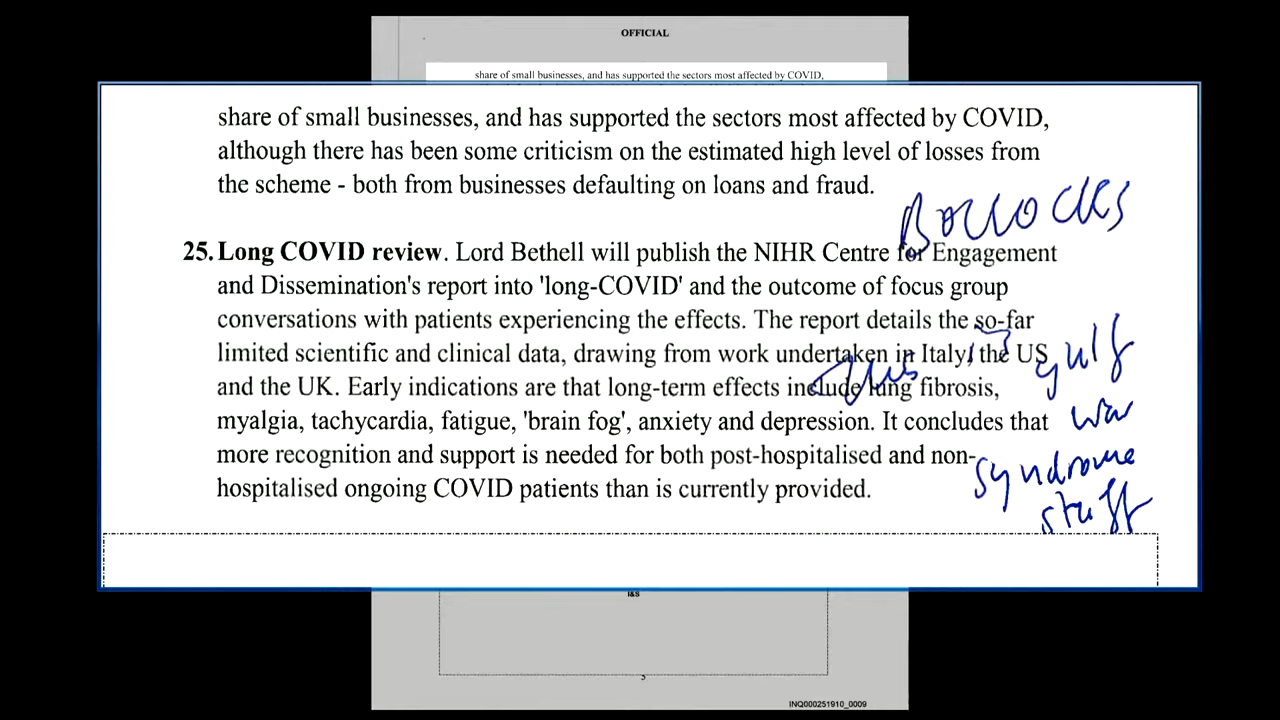 OFFICIAL
share of small businesses, and has supported the sectors most affected by COVID,
share of small businesses, and has supported the sectors most affected by COVID,
although there has been some criticism on the estimated high level of losses from
the scheme - both from businesses defaulting on loans and fraud.
Bollocks
25. Long COVID review. Lord Bethell will publish the NIHR Centre for Engagement
and Dissemination's report into 'long-COVID' and the outcome of focus group
conversations with patients experiencing the effects. The report details the so-far
limited scientific and clinical data, drawing from work undertaken in Italy, the US
and the UK. Early indications are that long-term effects include lung fibrosis,
myalgia, tachycardia, fatigue, 'brain fog', anxiety and depression. It concludes that
more recognition and support is needed for both post-hospitalised and non-
hospitalised ongoing COVID patients than is currently provided.
This is gulf
war
syndrome
stuff
I&S
5
INQ000251910_0009